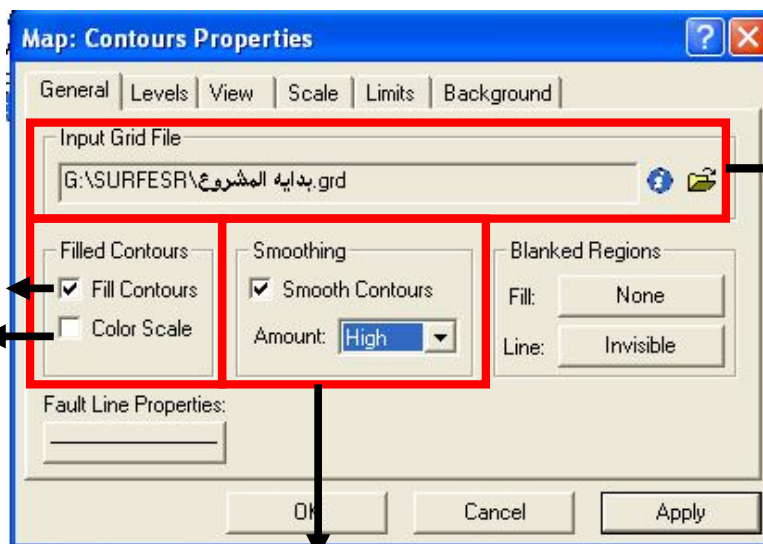 Map: Contours Properties
General Levels View Scale Limits Background
Input Grid File
G:\SURFESR\بدايه المشروع.grd
Filled Contours
Fill Contours
Color Scale
Smoothing
Smooth Contours
Amount: High
Blanked Regions
Fill: None
Line: Invisible
Fault Line Properties:
OK Cancel Apply